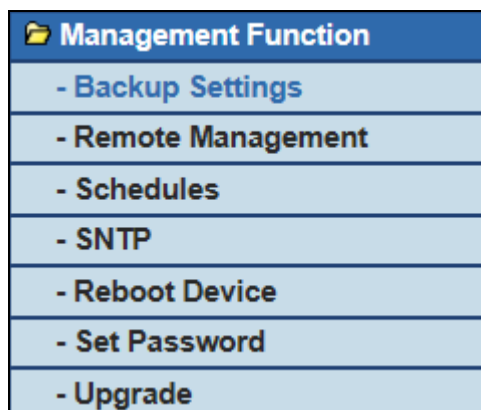 Management Function
- Backup Settings
- Remote Management
- Schedules
- SNTP
- Reboot Device
- Set Password
- Upgrade